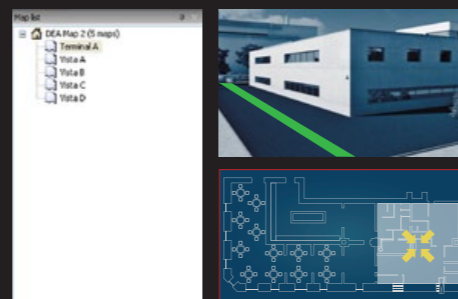 Map list
DEA Map 2 (5 maps)
Terminal A
Vista A
Vista B
Vista C
Vista D